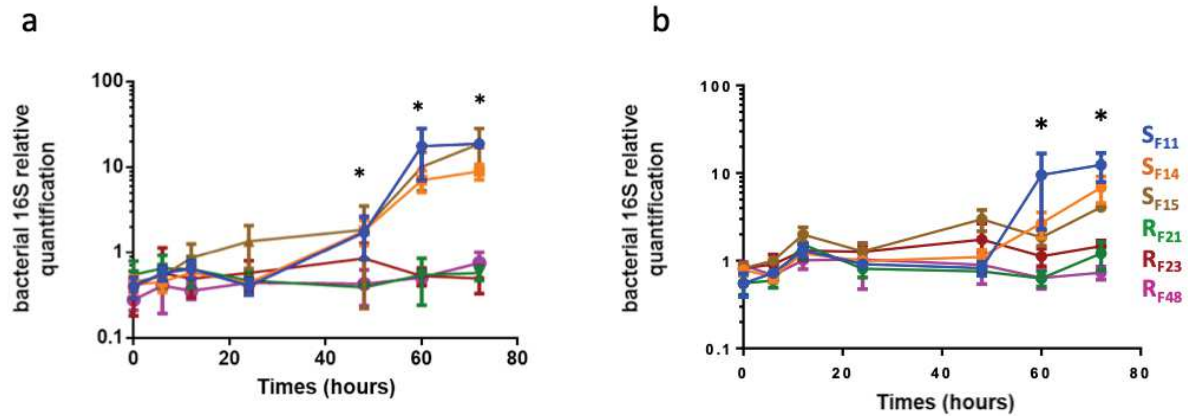 a
bacterial 16S relative
quantification
100
10
1
0.1
0
20
40
60
80
Times (hours)
*
*
*
b
bacterial 16S relative
quantification
100
10
1
0.1
0
20
40
60
80
Times (hours)
*
*
SF11
SF14
SF15
RF21
RF23
RF48